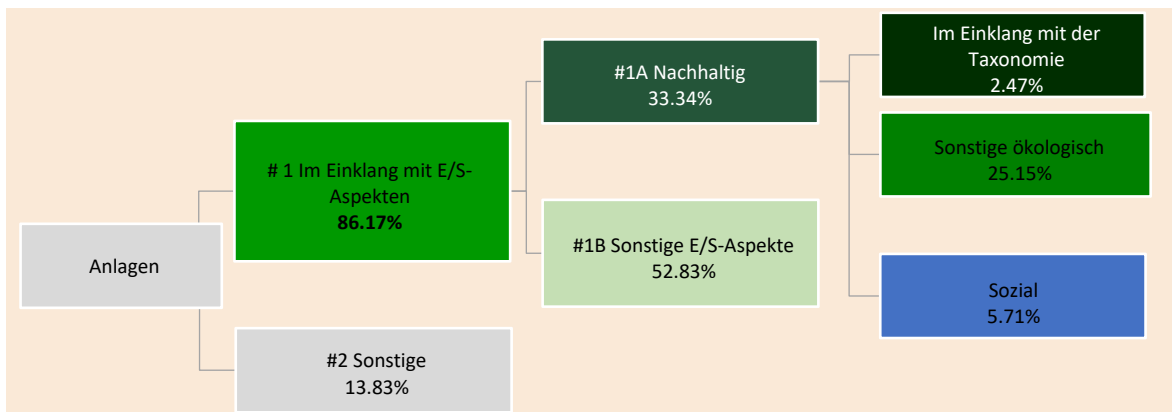 Anlagen
# 1 Im Einklang mit E/S-
Aspekten
86.17%
#2 Sonstige
13.83%
#1A Nachhaltig
33.34%
#1B Sonstige E/S-Aspekte
52.83%
Im Einklang mit der
Taxonomie
2.47%
Sonstige ökologisch
25.15%
Sozial
5.71%